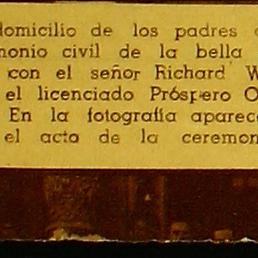 domicilio de los padres
monio civil de la bella
con el señor Richard
el licenciado Próspero
En la fotografía aparece
el acto de la ceremon